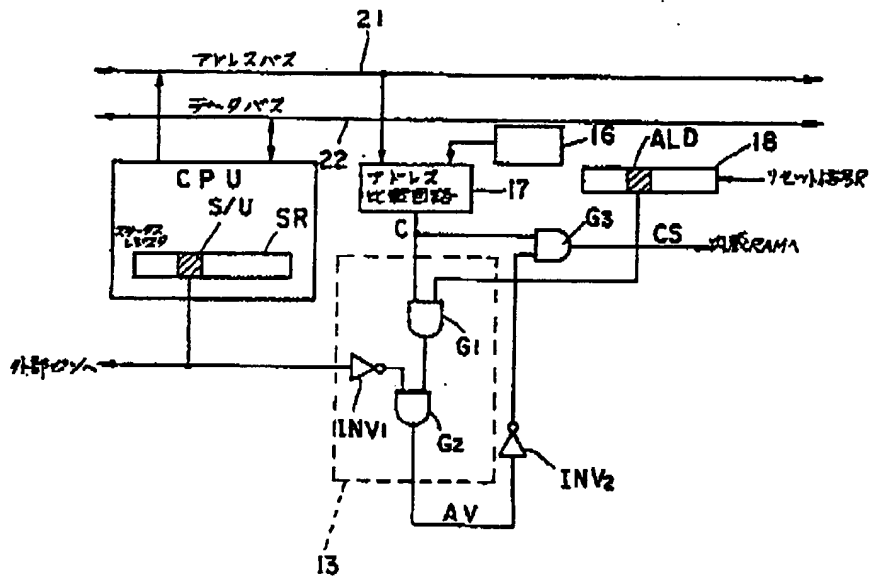 21
アドレスバス
データバス
22
CPU
S/U
SR
ステータス
レジスタ
アドレス
比較回路
17
16
ALD
18
リセット信号R
C
G3
CS
内蔵RAMへ
G1
外部ピンへ
INV1
G2
INV2
AV
13